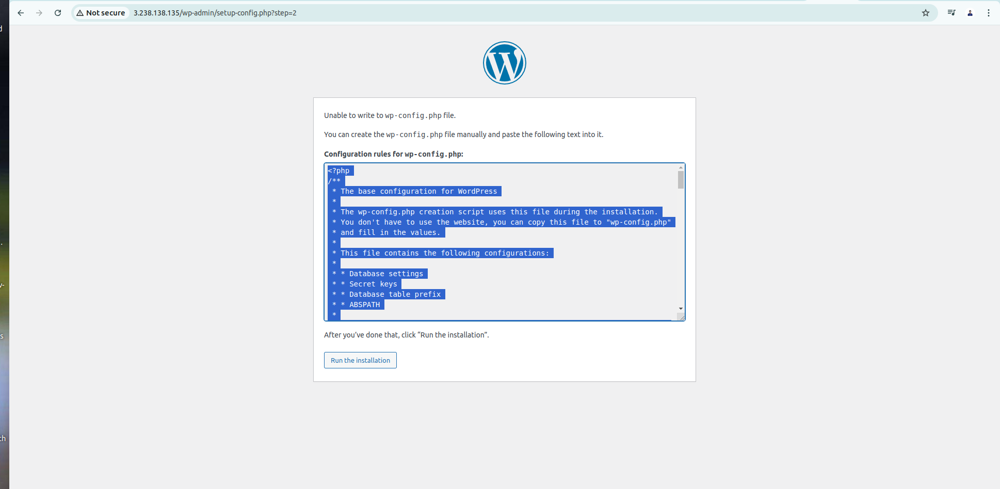 Not secure 3.238.138.135/wp-admin/setup-config.php?step=2
Unable to write to wp-config.php file.
You can create the wp-config.php file manually and paste the following text into it.
Configuration rules for wp-config.php:
<?php
/**
* The base configuration for WordPress
*
* The wp-config.php creation script uses this file during the installation.
* You don't have to use the website, you can copy this file to "wp-config.php"
* and fill in the values.
*
* This file contains the following configurations:
*
* * Database settings
* * Secret keys
* * Database table prefix
* * ABSPATH
*
After you’ve done that, click “Run the installation”.
Run the installation